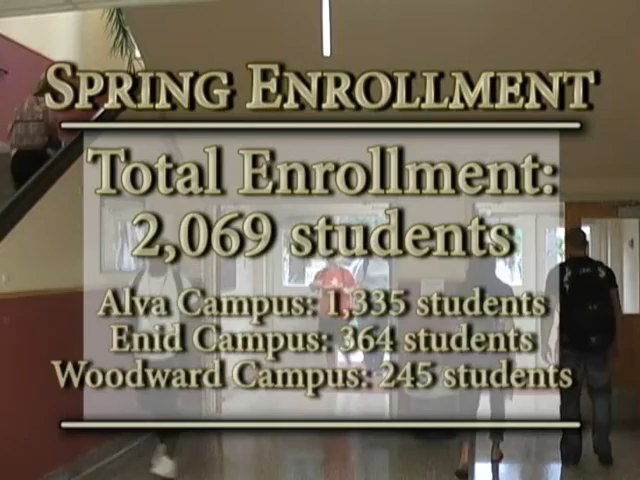 SPRING ENROLLMENT
Total Enrollment:
2,069 students
Alva Campus: 1,335 students
Enid Campus: 364 students
Woodward Campus: 245 students